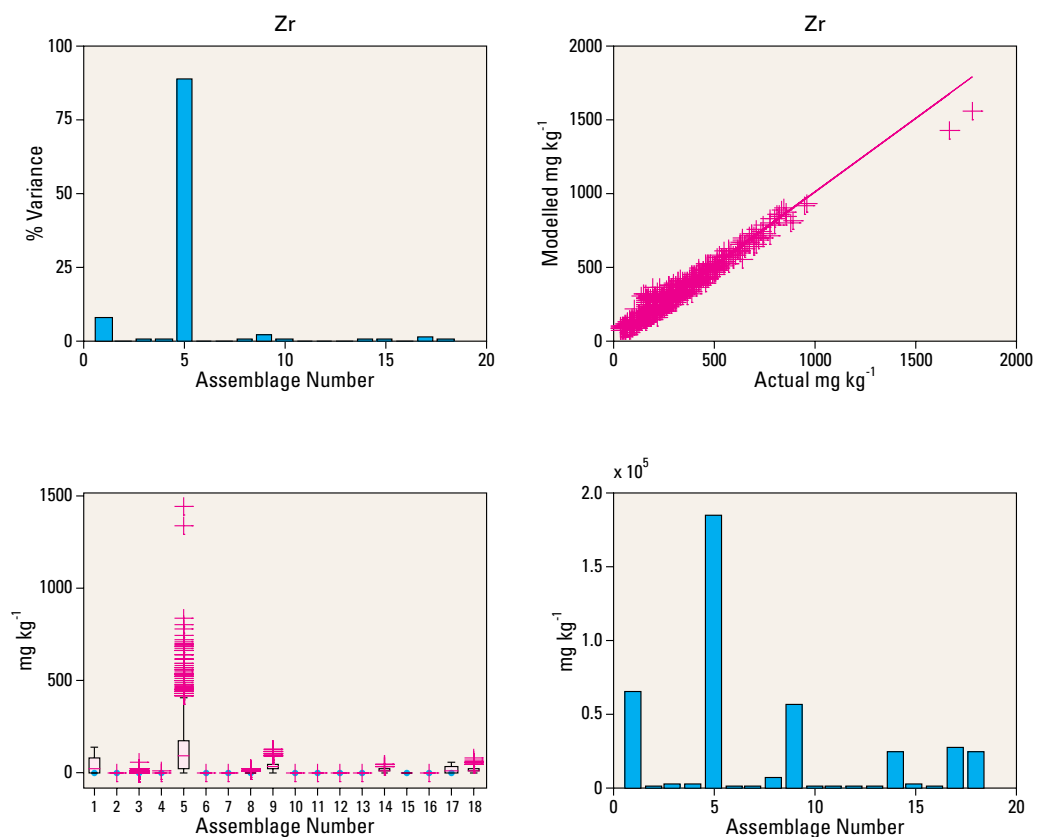 Zr
100
75
50
25
0
% Variance
0 5 10 15 20
Assemblage Number
Zr
2000
1500
1000
500
0
Modelled mg kg-1
0 500 1000 1500 2000
Actual mg kg-1
1500
1000
500
0
mg kg-1
1 2 3 4 5 6 7 8 9 10 11 12 13 14 15 16 17 18
Assemblage Number
x 10^5
2.0
1.5
1.0
0.5
0.0
mg kg-1
0 5 10 15 20
Assemblage Number